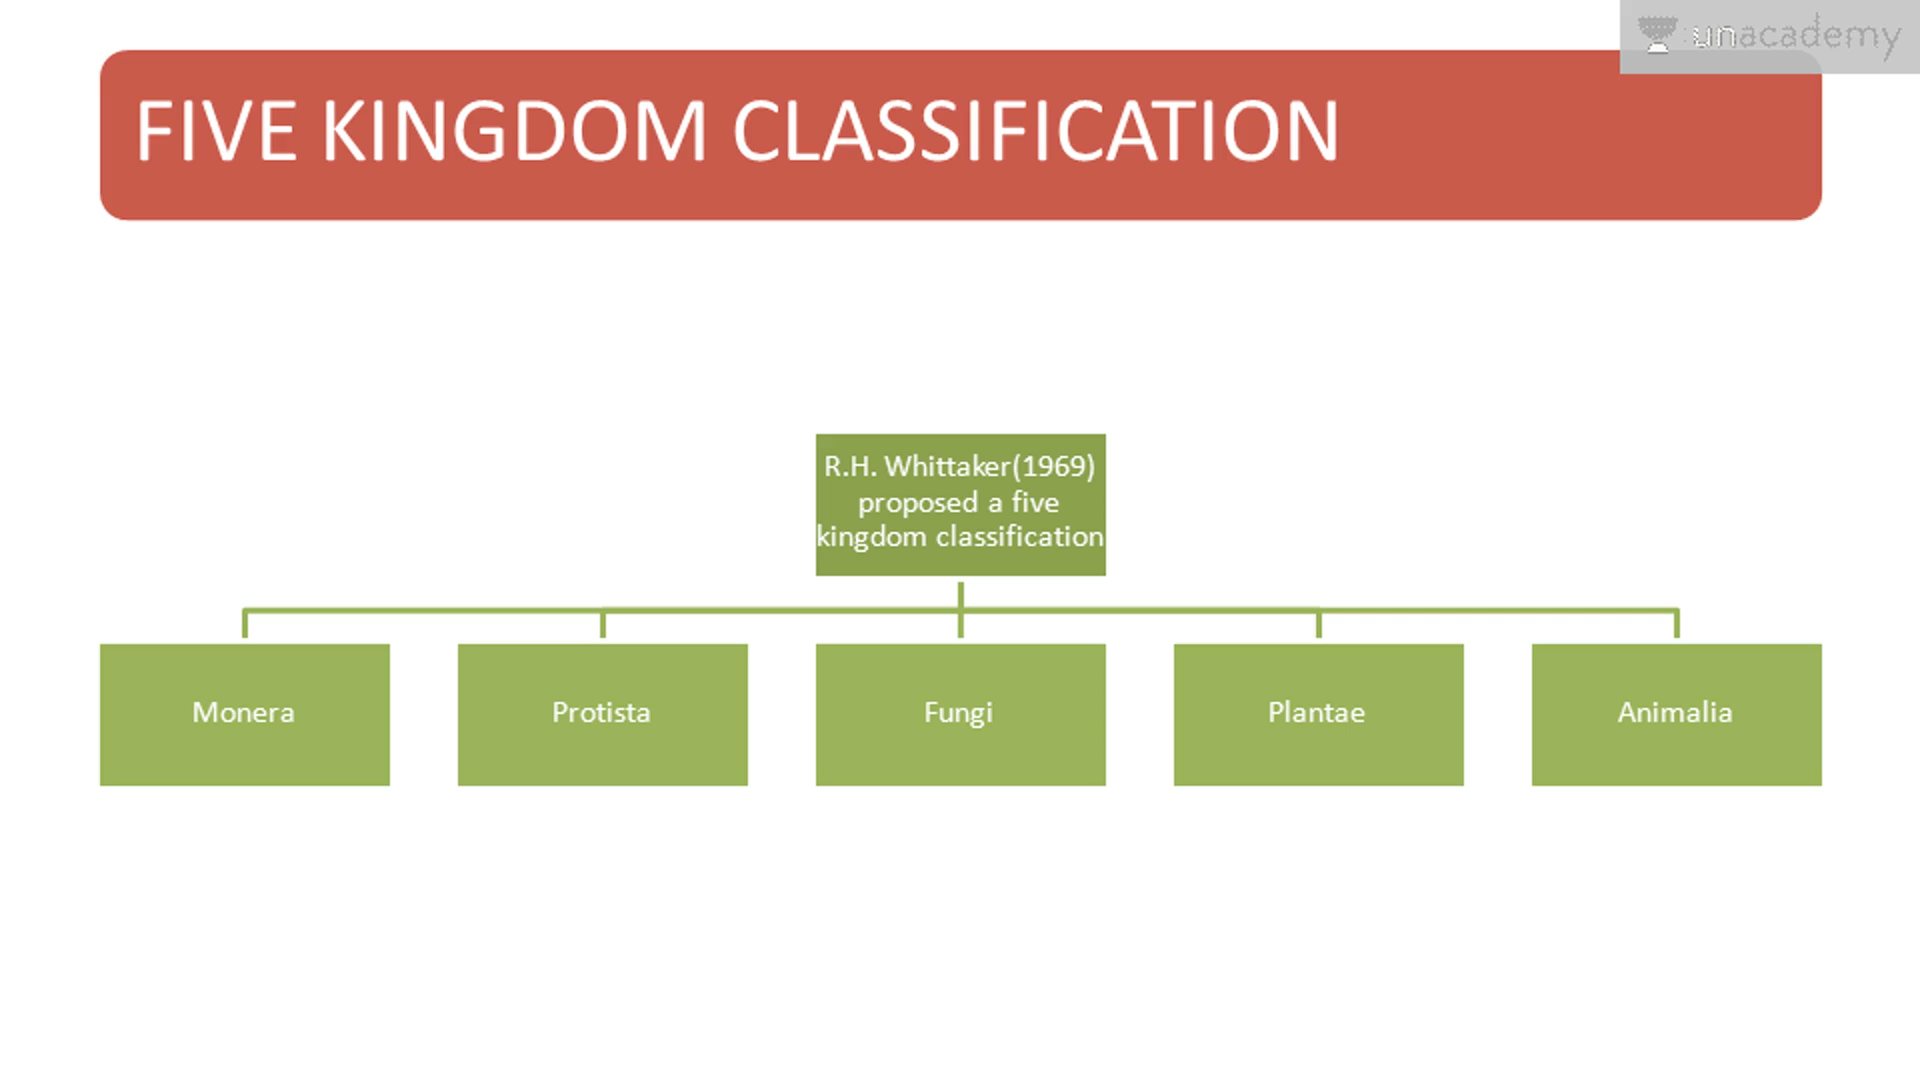 unacademy
FIVE KINGDOM CLASSIFICATION
R.H. Whittaker(1969)
proposed a five
kingdom classification
Monera
Protista
Fungi
Plantae
Animalia